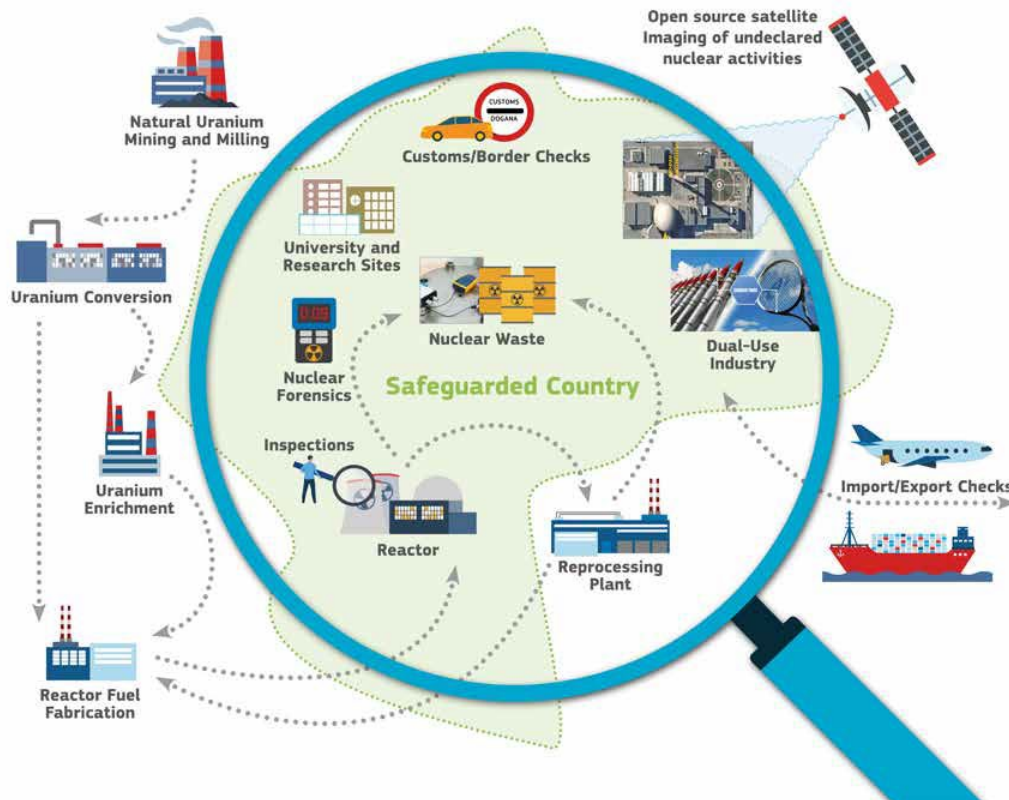 Open source satellite
Imaging of undeclared
nuclear activities
Natural Uranium
Mining and Milling
CUSTOMS
DOGANA
Customs/Border Checks
University and
Research Sites
Uranium Conversion
Nuclear Waste
Dual-Use
Industry
Nuclear
Forensics
Safeguarded Country
Inspections
Uranium
Enrichment
Import/Export Checks
Reactor
Reprocessing
Plant
Reactor Fuel
Fabrication